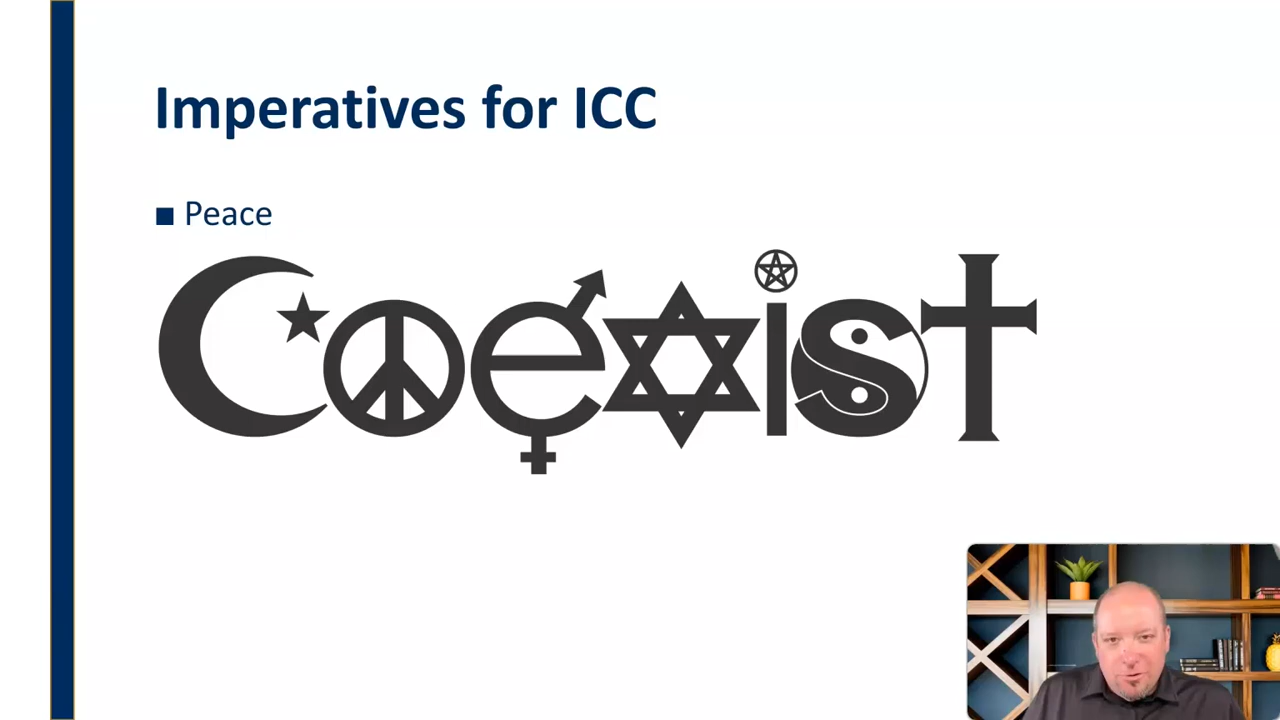 Imperatives for ICC
■ Peace
Coexist